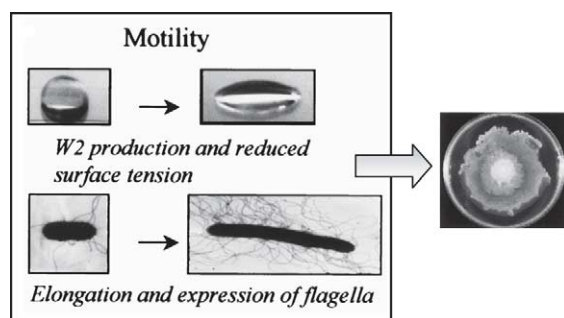 Motility
W2 production and reduced
surface tension
Elongation and expression of flagella